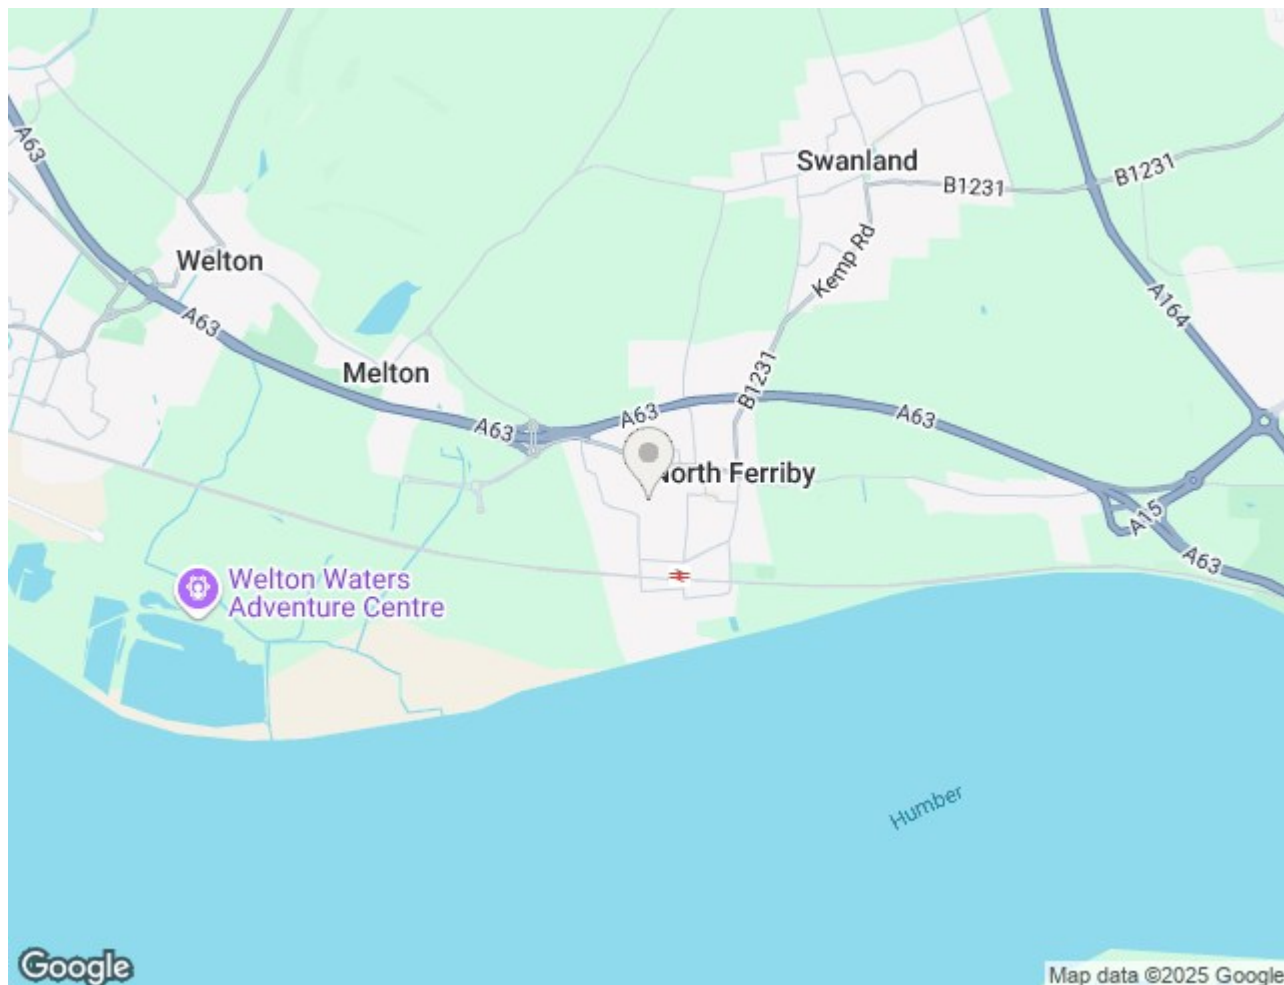 A63
Swanland
B1231
B1231
Welton
Kemp Rd
A63
A164
Melton
B1231
A63
A63
A63
North Ferriby
A15
A63
Welton Waters
Adventure Centre
Humber
Google
Map data ©2025 Google